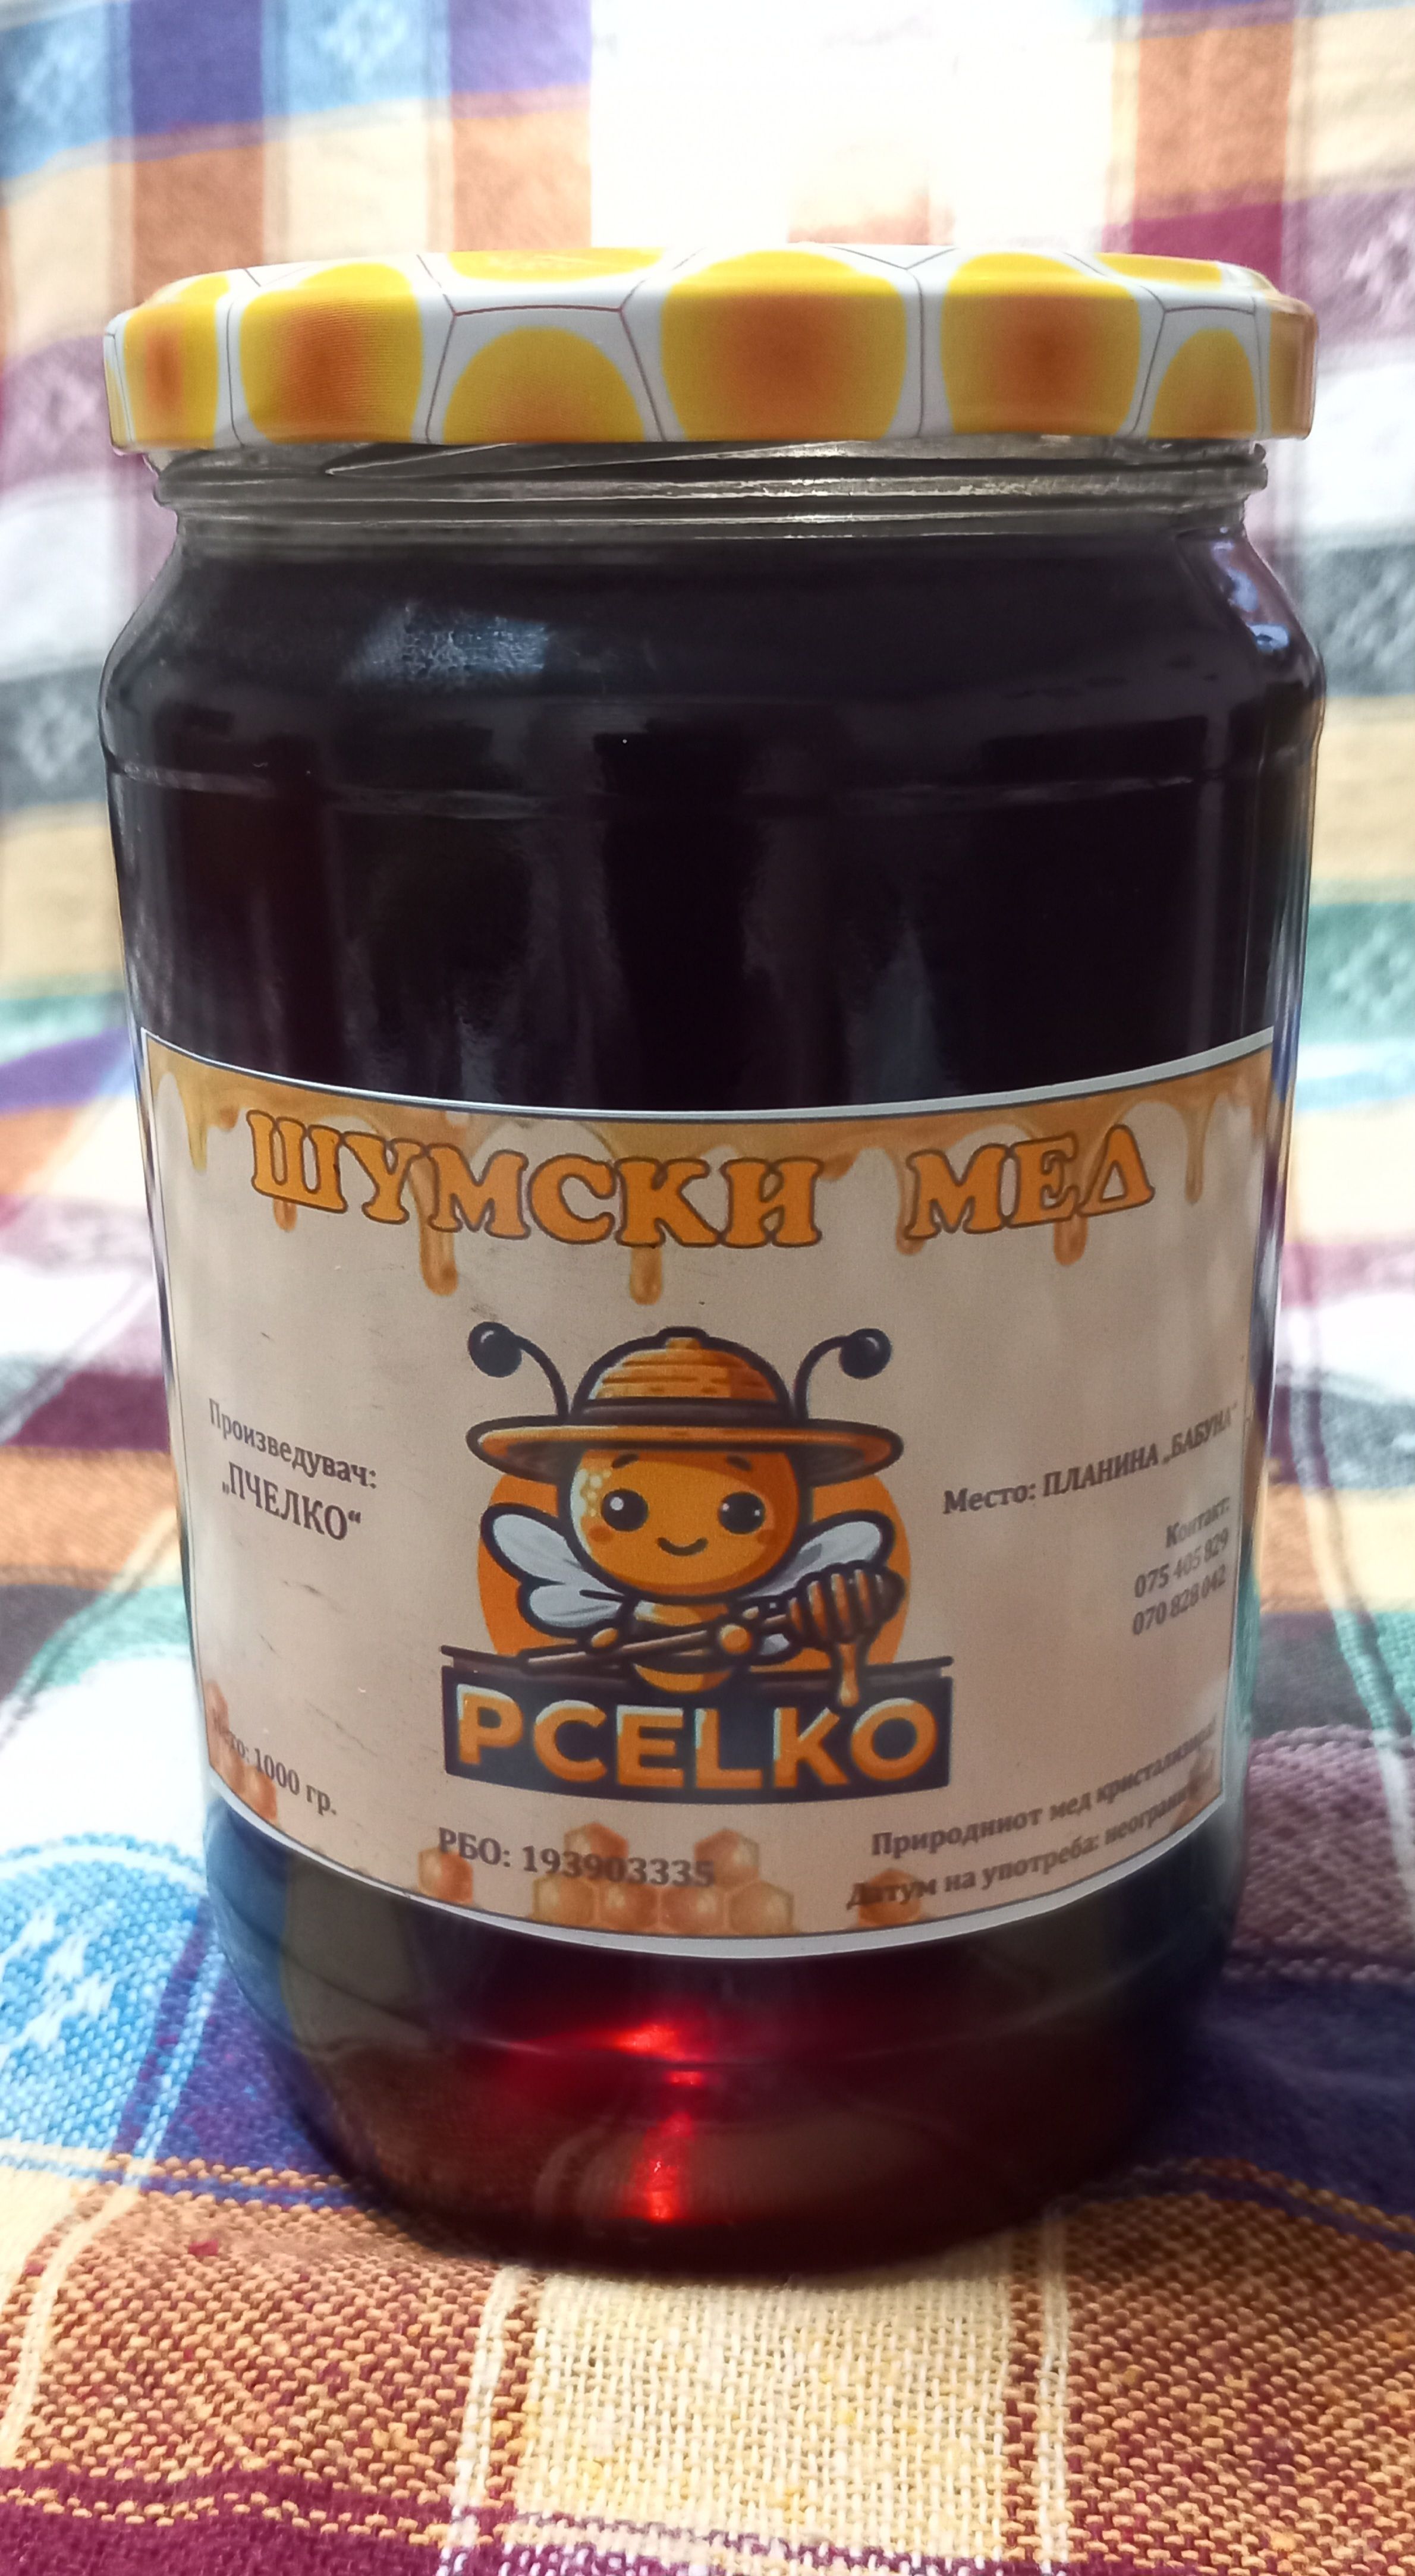 ШУМСКИ МЕД
Произведувач:
„ПЧЕЛКО“
Место: ПЛАНИНА „БАБУНА“
Контакт:
075 405 829
070 828 042
PCELKO
1000 гр.
РБО: 193903335
Природниот мед кристализира!
Датум на употреба: